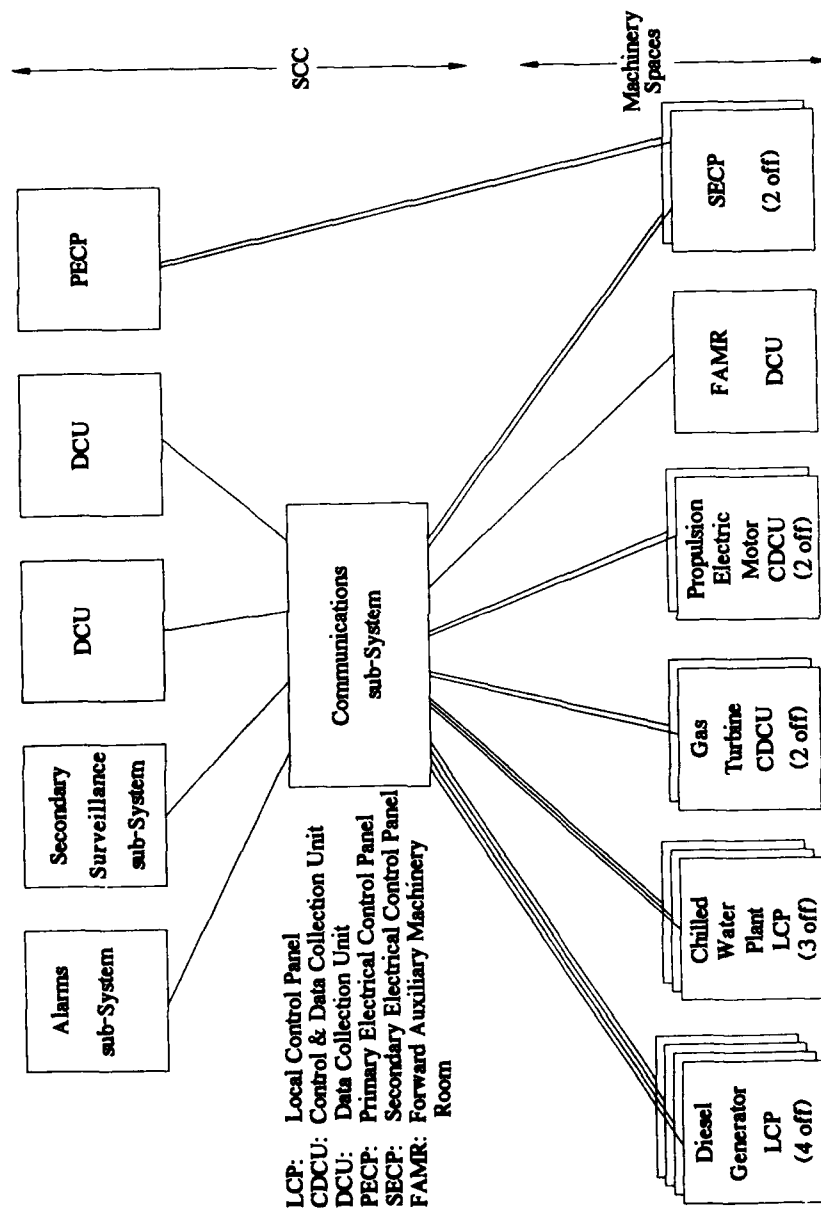 Alarms
sub-System
Secondary
Surveillance
sub-System
DCU
DCU
PECP
SCC
Communications
sub-System
LCP: Local Control Panel
CDCU: Control & Data Collection Unit
DCU: Data Collection Unit
PECP: Primary Electrical Control Panel
SECP: Secondary Electrical Control Panel
FAMR: Forward Auxiliary Machinery
Room
Diesel
Generator
LCP
(4 off)
Chilled
Water
Plant
LCP
(3 off)
Gas
Turbine
CDCU
(2 off)
Propulsion
Electric
Motor
CDCU
(2 off)
FAMR
DCU
SECP
(2 off)
Machinery
Spaces